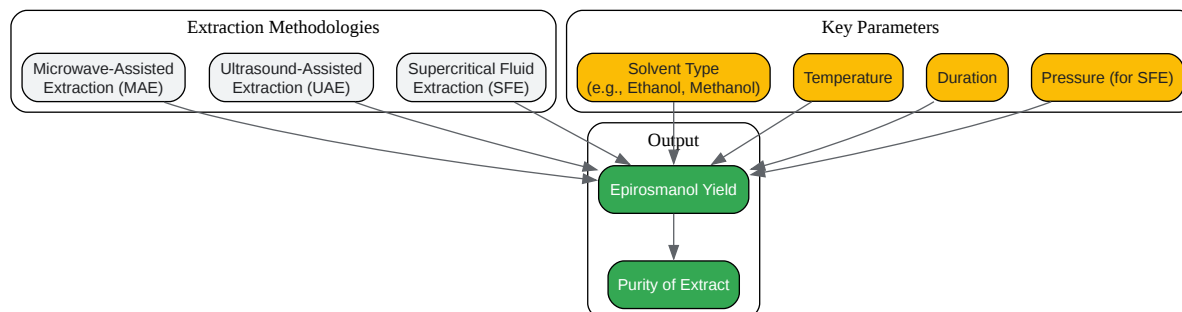 Extraction Methodologies
Key Parameters
Microwave-Assisted
Extraction (MAE)
Ultrasound-Assisted
Extraction (UAE)
Supercritical Fluid
Extraction (SFE)
Solvent Type
(e.g., Ethanol, Methanol)
Temperature
Duration
Pressure (for SFE)
Output
Epirosmanol Yield
Purity of Extract